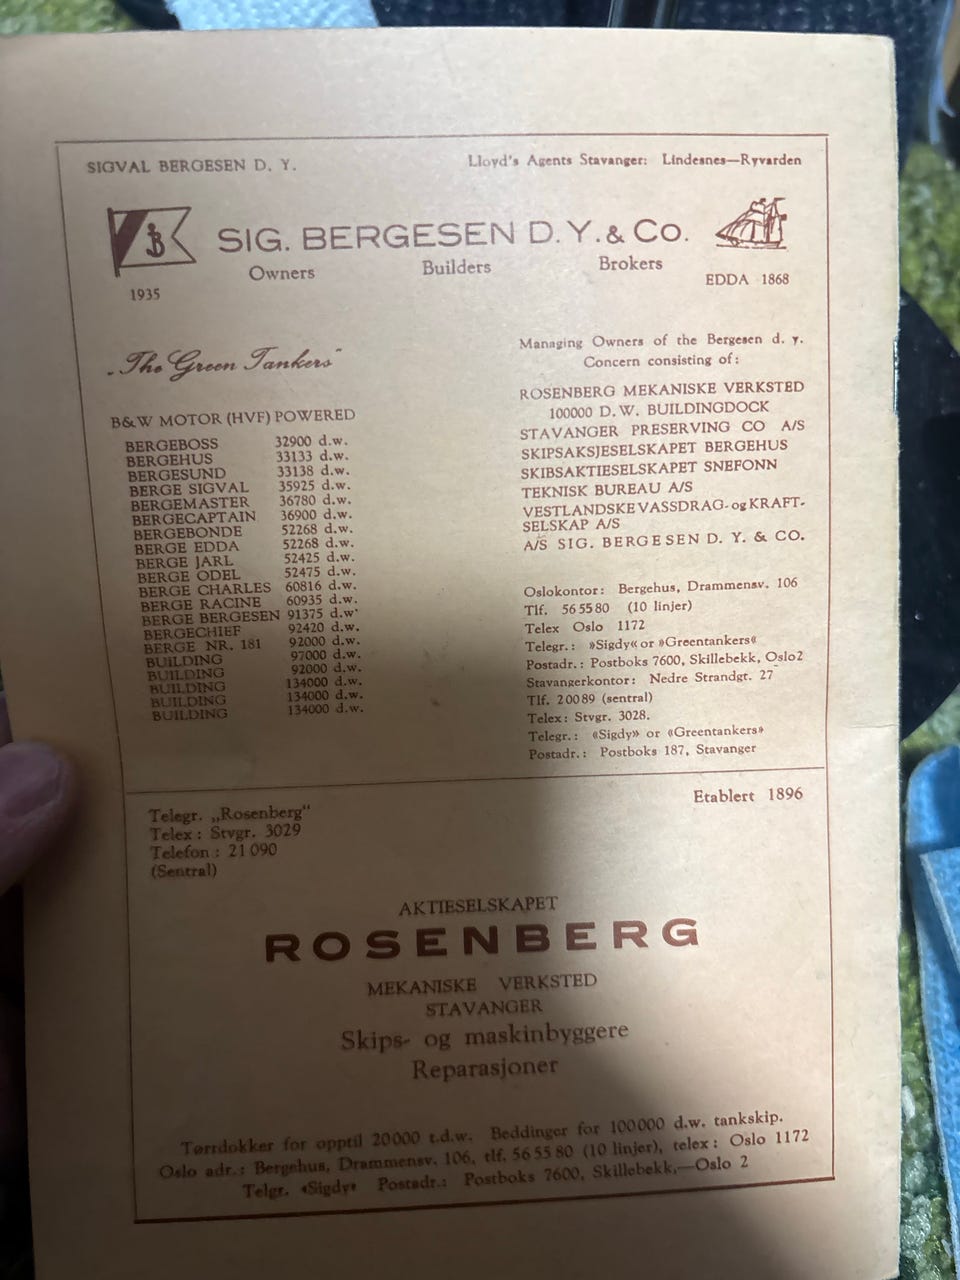 SIGVAL BERGESEN D. Y.
Lloyd's Agents Stavanger: Lindesnes—Ryvarden
B
SIG. BERGESEN D. Y. & Co.
Owners Builders Brokers
1935
EDDA 1868
„The Green Tankers"
B&W MOTOR (HVF) POWERED
BERGEBOSS 32900 d.w.
BERGEHUS 33133 d.w.
BERGESUND 33138 d.w.
BERGE SIGVAL 35925 d.w.
BERGEMASTER 36780 d.w.
BERGECAPTAIN 36900 d.w.
BERGEBONDE 52268 d.w.
BERGE EDDA 52268 d.w.
BERGE JARL 52425 d.w.
BERGE ODEL 52475 d.w.
BERGE CHARLES 60816 d.w.
BERGE RACINE 60935 d.w.
BERGE BERGESEN 91375 d.w.
BERGECHIEF 92420 d.w.
BERGE NR. 181 92000 d.w.
BUILDING 97000 d.w.
BUILDING 92000 d.w.
BUILDING 134000 d.w.
BUILDING 134000 d.w.
BUILDING 134000 d.w.
Managing Owners of the Bergesen d. y.
Concern consisting of:
ROSENBERG MEKANISKE VERKSTED
100000 D. W. BUILDINGDOCK
STAVANGER PRESERVING CO A/S
SKIPSAKSJESELSKAPET BERGEHUS
SKIBSAKTIESELSKAPET SNEFONN
TEKNISK BUREAU A/S
VESTLANDSKE VASSDRAG- og KRAFT-
SELSKAP A/S
A/S SIG. BERGESEN D. Y. & CO.
Oslokontor: Bergehus, Drammensv. 106
Tlf. 56 55 80 (10 linjer)
Telex Oslo 1172
Telegr.: »Sigdy« or »Greentankers«
Postadr.: Postboks 7600, Skillebekk, Oslo 2
Stavangerkontor: Nedre Strandgt. 27
Tlf. 20089 (sentral)
Telex: Stvgr. 3028.
Telegr.: «Sigdy» or «Greentankers»
Postadr.: Postboks 187, Stavanger
Telegr. „Rosenberg"
Telex: Stvgr. 3029
Telefon: 21 090
(Sentral)
Etablert 1896
AKTIESELSKAPET
ROSENBERG
MEKANISKE VERKSTED
STAVANGER
Skips- og maskinbyggere
Reparasjoner
Tørrdokker for opptil 20000 t.d.w. Beddinger for 100000 d.w. tankskip.
Oslo adr.: Bergehus, Drammensv. 106, tlf. 56 55 80 (10 linjer), telex: Oslo 1172
Telgr. «Sigdy» Postadr.: Postboks 7600, Skillebekk,—Oslo 2